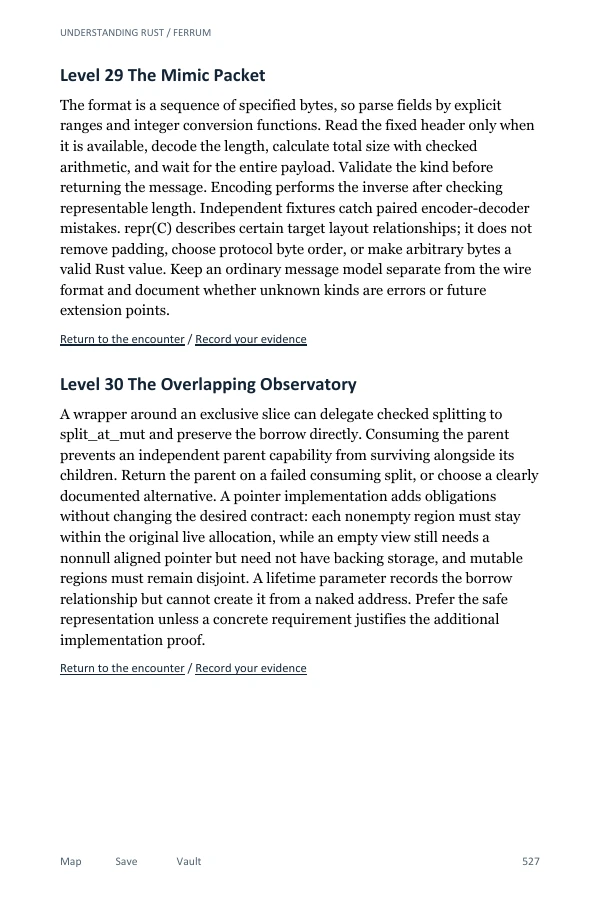 UNDERSTANDING RUST / FERRUM
Level 29 The Mimic Packet
The format is a sequence of specified bytes, so parse fields by explicit
ranges and integer conversion functions. Read the fixed header only when
it is available, decode the length, calculate total size with checked
arithmetic, and wait for the entire payload. Validate the kind before
returning the message. Encoding performs the inverse after checking
representable length. Independent fixtures catch paired encoder-decoder
mistakes. repr(C) describes certain target layout relationships; it does not
remove padding, choose protocol byte order, or make arbitrary bytes a
valid Rust value. Keep an ordinary message model separate from the wire
format and document whether unknown kinds are errors or future
extension points.
Return to the encounter / Record your evidence
Level 30 The Overlapping Observatory
A wrapper around an exclusive slice can delegate checked splitting to
split_at_mut and preserve the borrow directly. Consuming the parent
prevents an independent parent capability from surviving alongside its
children. Return the parent on a failed consuming split, or choose a clearly
documented alternative. A pointer implementation adds obligations
without changing the desired contract: each nonempty region must stay
within the original live allocation, while an empty view still needs a
nonnull aligned pointer but need not have backing storage, and mutable
regions must remain disjoint. A lifetime parameter records the borrow
relationship but cannot create it from a naked address. Prefer the safe
representation unless a concrete requirement justifies the additional
implementation proof.
Return to the encounter / Record your evidence
Map Save Vault 527